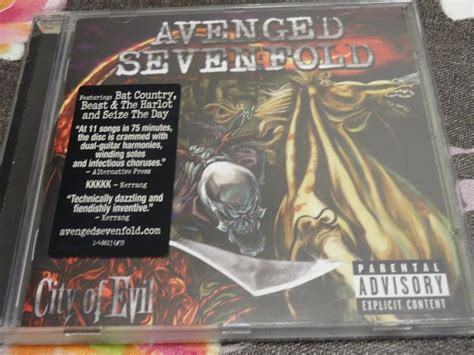 AVENGED
SEVENFOLD
Featuring: Bat Country,
Beast & The Harlot
and Seize The Day
"At 11 songs in 75 minutes,
the disc is crammed with
dual-guitar harmonies,
winding solos
and infectious choruses."
- Alternative Press
KKKKK - Kerrang
"Technically dazzling and
fiendishly inventive."
- Kerrang
avengedsevenfold.com
City of Evil
PARENTAL
ADVISORY
EXPLICIT CONTENT